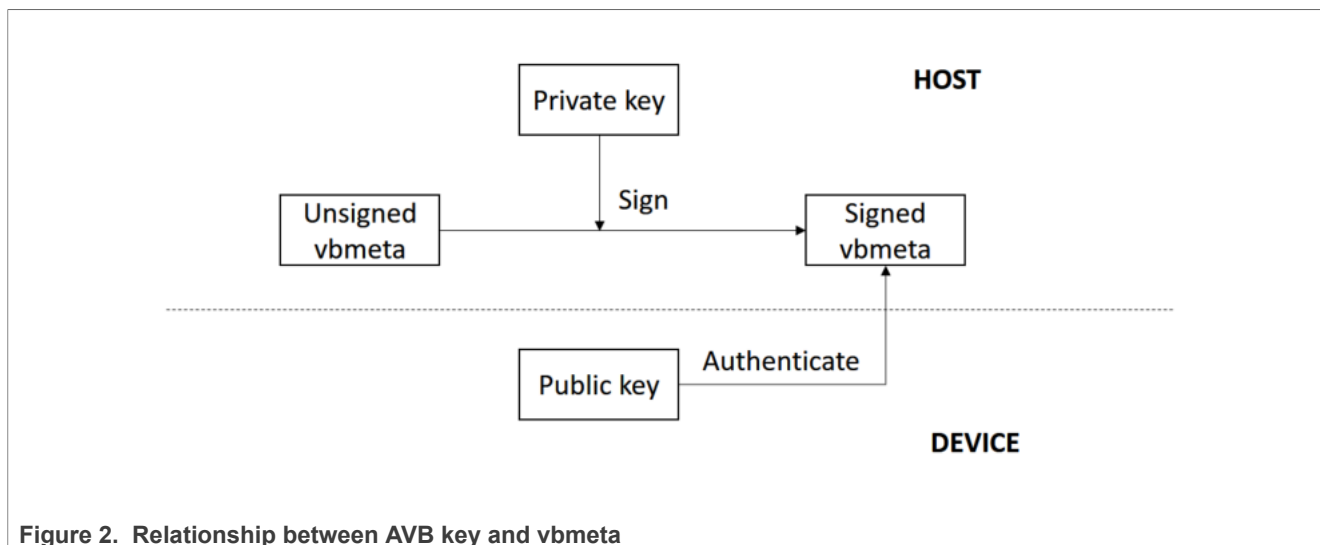 HOST
Private key
Sign
Unsigned
vbmeta
Signed
vbmeta
Public key
Authenticate
DEVICE
Figure 2. Relationship between AVB key and vbmeta